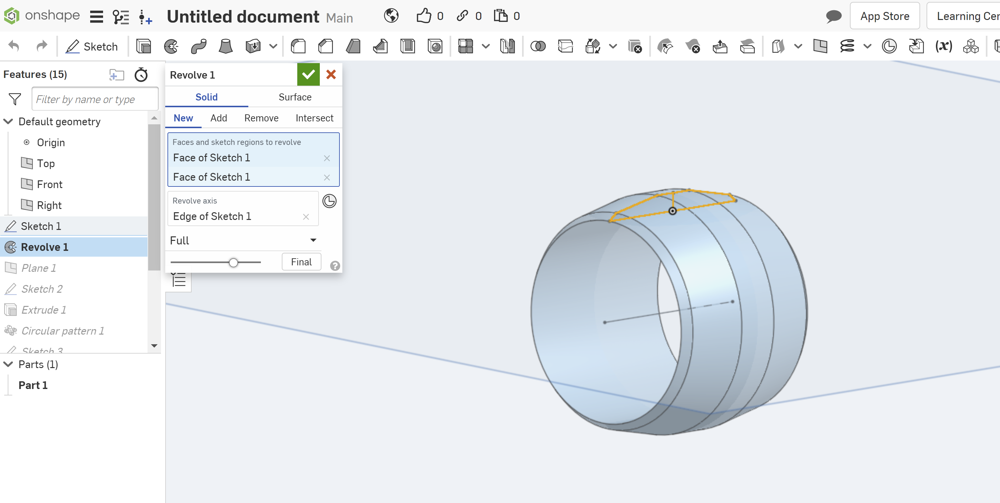 onshape Untitled document Main 0 0 0 App Store Learning Cer
Sketch (x)
Features (15)
Filter by name or type
Default geometry
Origin
Top
Front
Right
Sketch 1
Revolve 1
Plane 1
Sketch 2
Extrude 1
Circular pattern 1
Sketch 3
Parts (1)
Part 1
Revolve 1
Solid Surface
New Add Remove Intersect
Faces and sketch regions to revolve
Face of Sketch 1
Face of Sketch 1
Revolve axis
Edge of Sketch 1
Full
Final ?